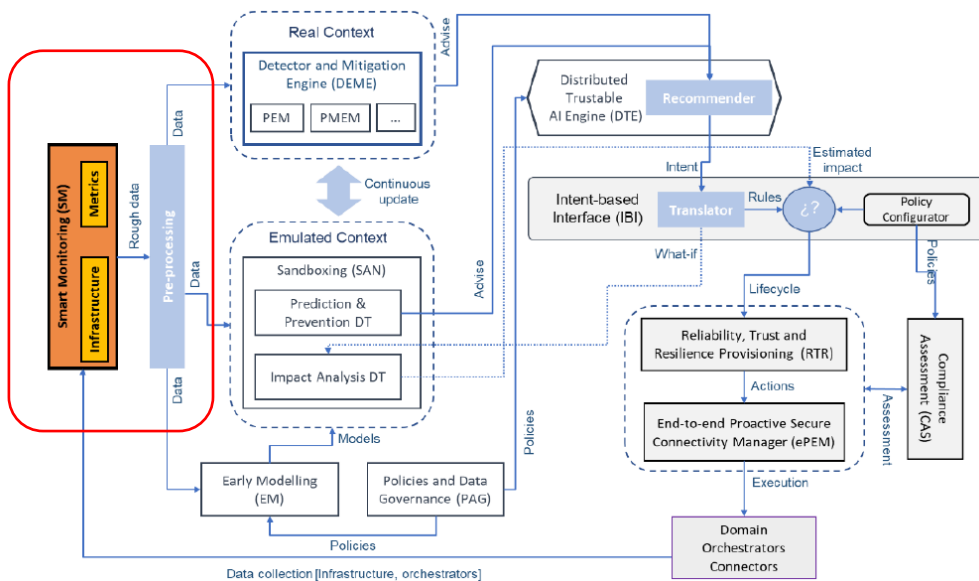 Real Context
Detector and Mitigation
Engine (DEME)
PEM
PMEM
...
Advise
Distributed
Trustable
AI Engine (DTE)
Recommender
Data
Smart Monitoring (SM)
Metrics
Infrastructure
Rough data
Pre-processing
Data
Data
Continuous
update
Intent
Estimated
impact
Intent-based
Interface (IBI)
Translator
Rules
¿?
Policy
Configurator
Emulated Context
Sandboxing (SAN)
Prediction &
Prevention DT
Impact Analysis DT
Advise
What-if
Lifecycle
Policies
Reliability, Trust and
Resilience Provisioning (RTR)
Actions
End-to-end Proactive Secure
Connectivity Manager (ePEM)
Compliance
Assessment (CAS)
Assessment
Models
Policies
Early Modelling
(EM)
Policies and Data
Governance (PAG)
Execution
Policies
Domain
Orchestrators
Connectors
Data collection [Infrastructure, orchestrators]